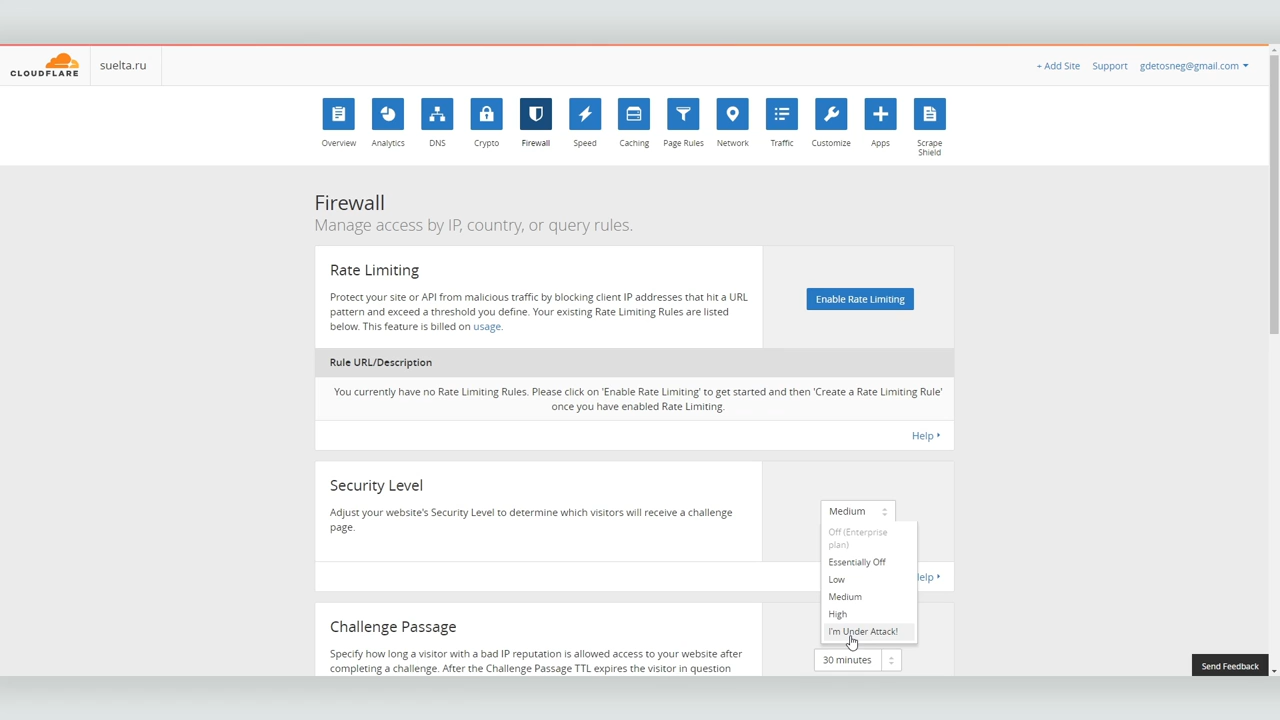 CLOUDFLARE
suelta.ru
+ Add Site
Support
gdetosneg@gmail.com
Overview
Analytics
DNS
Crypto
Firewall
Speed
Caching
Page Rules
Network
Traffic
Customize
Apps
Scrape
Shield
Firewall
Manage access by IP, country, or query rules.
Rate Limiting
Protect your site or API from malicious traffic by blocking client IP addresses that hit a URL
pattern and exceed a threshold you define. Your existing Rate Limiting Rules are listed
below. This feature is billed on usage.
Enable Rate Limiting
Rule URL/Description
You currently have no Rate Limiting Rules. Please click on 'Enable Rate Limiting' to get started and then 'Create a Rate Limiting Rule'
once you have enabled Rate Limiting.
Help
Security Level
Adjust your website's Security Level to determine which visitors will receive a challenge
page.
Medium
Off (Enterprise
plan)
Essentially Off
Low
Medium
High
I'm Under Attack!
elp
Challenge Passage
Specify how long a visitor with a bad IP reputation is allowed access to your website after
completing a challenge. After the Challenge Passage TTL expires the visitor in question
30 minutes
Send Feedback